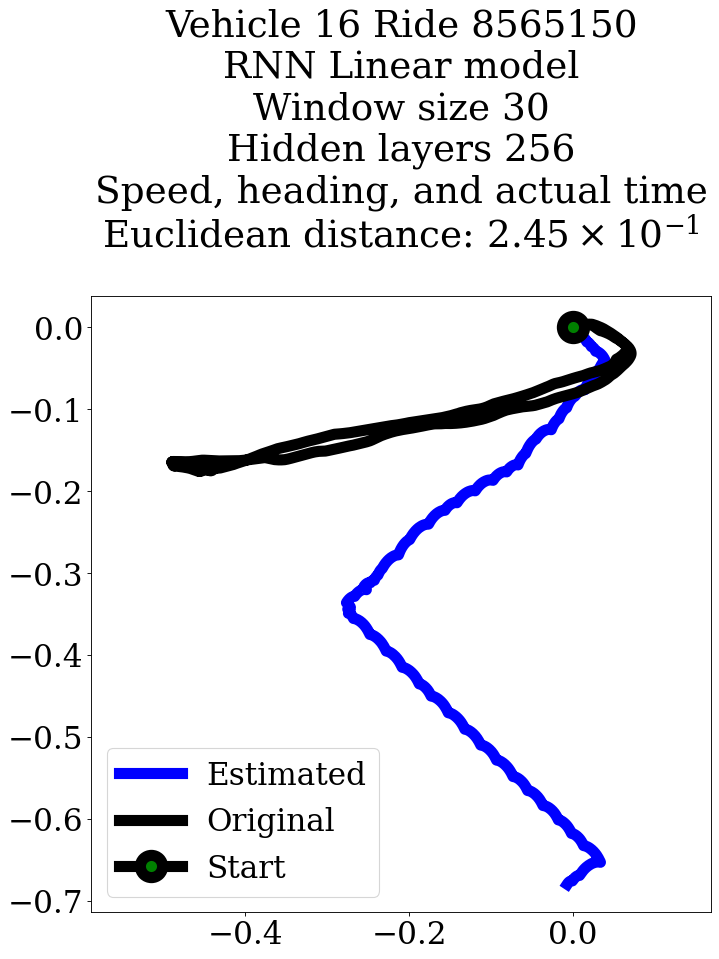 Vehicle 16 Ride 8565150
RNN Linear model
Window size 30
Hidden layers 256
Speed, heading, and actual time
Euclidean distance: 2.45 × 10⁻¹
0.0
−0.1
−0.2
−0.3
−0.4
−0.5
−0.6
−0.7
Estimated
Original
Start
−0.4 −0.2 0.0